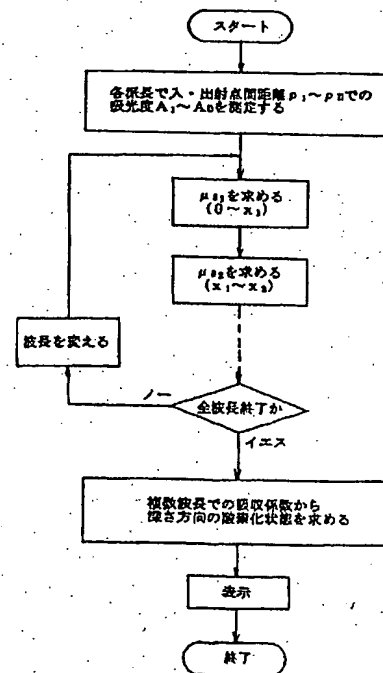 スタート
各波長で入・出射点間距離ρ₁～ρnでの
吸光度A₁～Anを測定する
μa₁を求める
(0～x₁)
μa₂を求める
(x₁～x₂)
波長を変える
ノー
全波長終了か
イエス
複数波長での吸収係数から
深さ方向の酸素化状態を求める
表示
終了